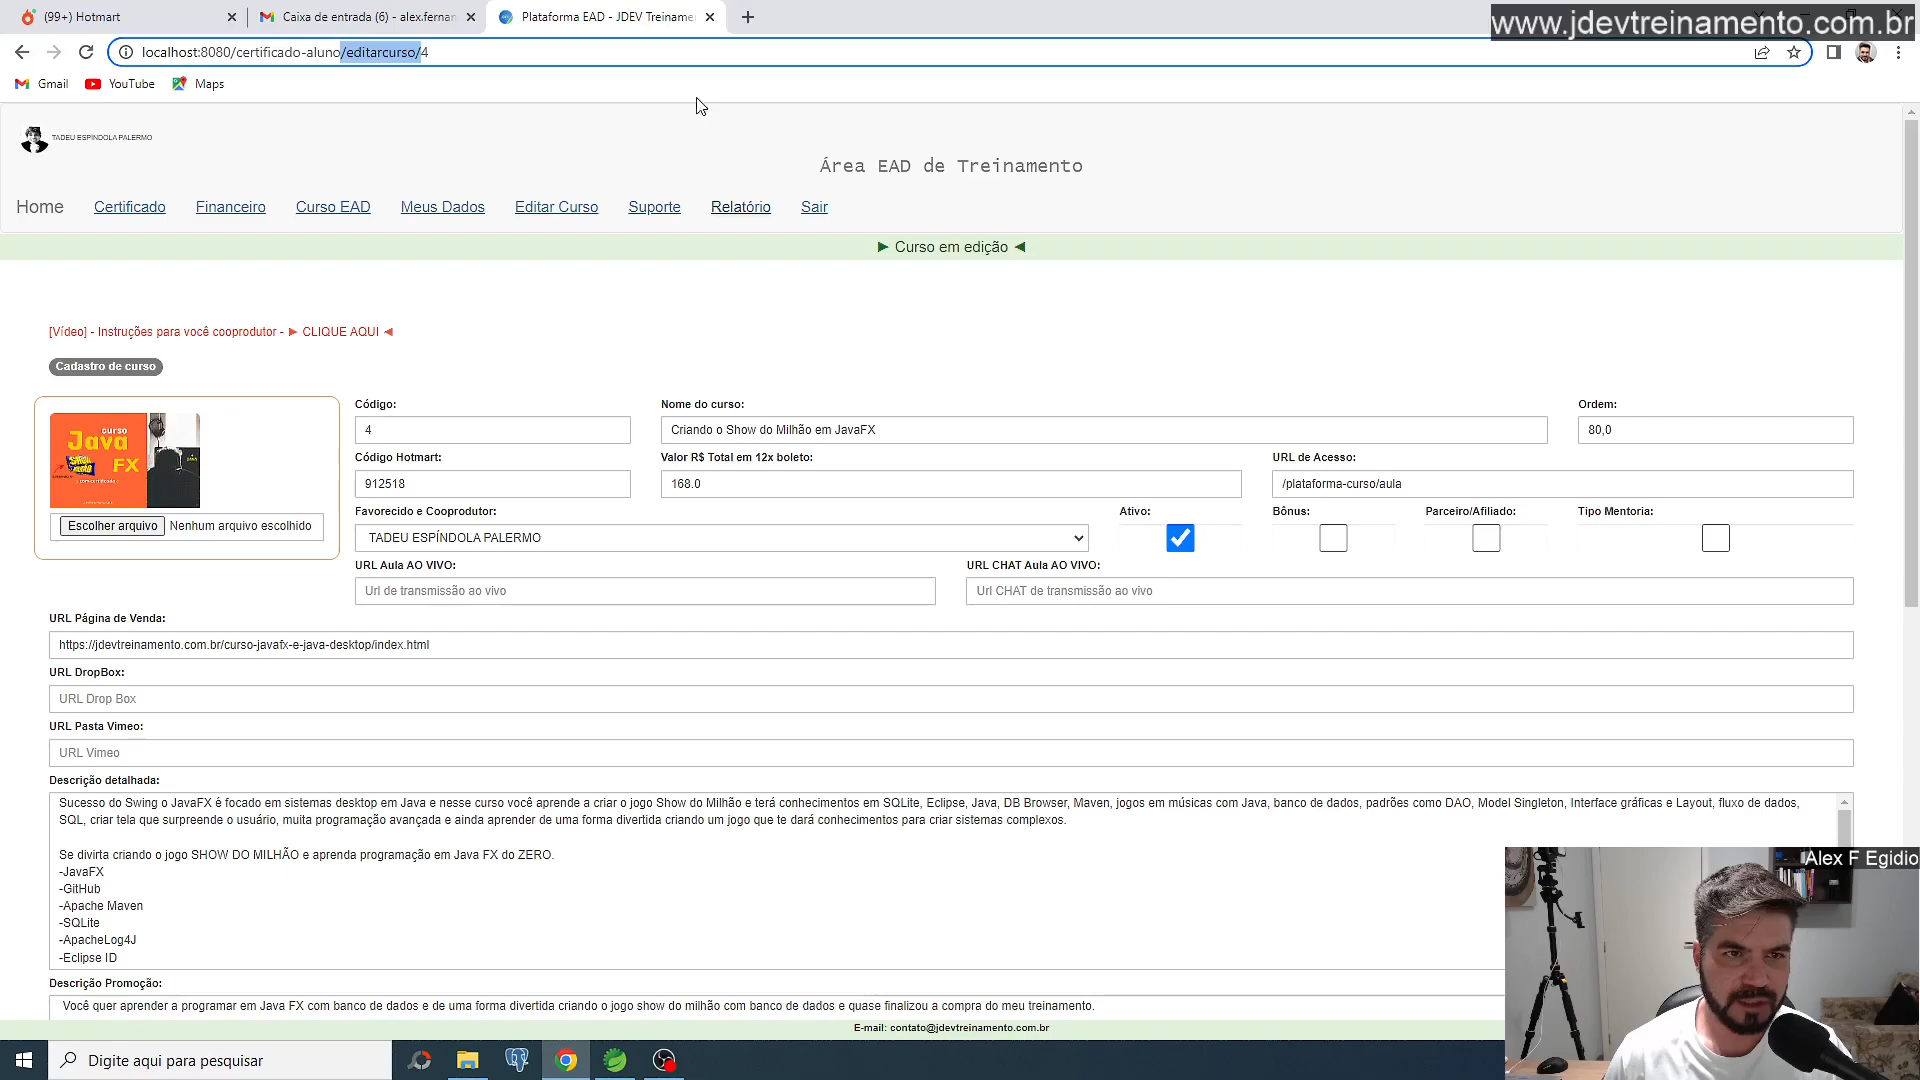 (99+) Hotmart
Caixa de entrada (6) - alex.fernan
Plataforma EAD - JDEV Treiname
www.jdevtreinamento.com.br
localhost:8080/certificado-aluno/editarcurso/4
Gmail
YouTube
Maps
TADEU ESPÍNDOLA PALERMO
Área EAD de Treinamento
Home
Certificado
Financeiro
Curso EAD
Meus Dados
Editar Curso
Suporte
Relatório
Sair
► Curso em edição ◄
[Vídeo] - Instruções para você cooprodutor - ► CLIQUE AQUI ◄
Cadastro de curso
curso
Java
FX
Escolher arquivo Nenhum arquivo escolhido
Código:
4
Nome do curso:
Criando o Show do Milhão em JavaFX
Ordem:
80,0
Código Hotmart:
912518
Valor R$ Total em 12x boleto:
168.0
URL de Acesso:
/plataforma-curso/aula
Favorecido e Cooprodutor:
TADEU ESPÍNDOLA PALERMO
Ativo:
Bônus:
Parceiro/Afiliado:
Tipo Mentoria:
URL Aula AO VIVO:
Url de transmissão ao vivo
URL CHAT Aula AO VIVO:
Url CHAT de transmissão ao vivo
URL Página de Venda:
https://jdevtreinamento.com.br/curso-javafx-e-java-desktop/index.html
URL DropBox:
URL Drop Box
URL Pasta Vimeo:
URL Vimeo
Descrição detalhada:
Sucesso do Swing o JavaFX é focado em sistemas desktop em Java e nesse curso você aprende a criar o jogo Show do Milhão e terá conhecimentos em SQLite, Eclipse, Java, DB Browser, Maven, jogos em músicas com Java, banco de dados, padrões como DAO, Model Singleton, Interface gráficas e Layout, fluxo de dados,
SQL, criar tela que surpreende o usuário, muita programação avançada e ainda aprender de uma forma divertida criando um jogo que te dará conhecimentos para criar sistemas complexos.
Se divirta criando o jogo SHOW DO MILHÃO e aprenda programação em Java FX do ZERO.
-JavaFX
-GitHub
-Apache Maven
-SQLite
-ApacheLog4J
-Eclipse ID
Descrição Promoção:
Você quer aprender a programar em Java FX com banco de dados e de uma forma divertida criando o jogo show do milhão com banco de dados e quase finalizou a compra do meu treinamento.
E-mail: contato@jdevtreinamento.com.br
Alex F Egidio
Digite aqui para pesquisar